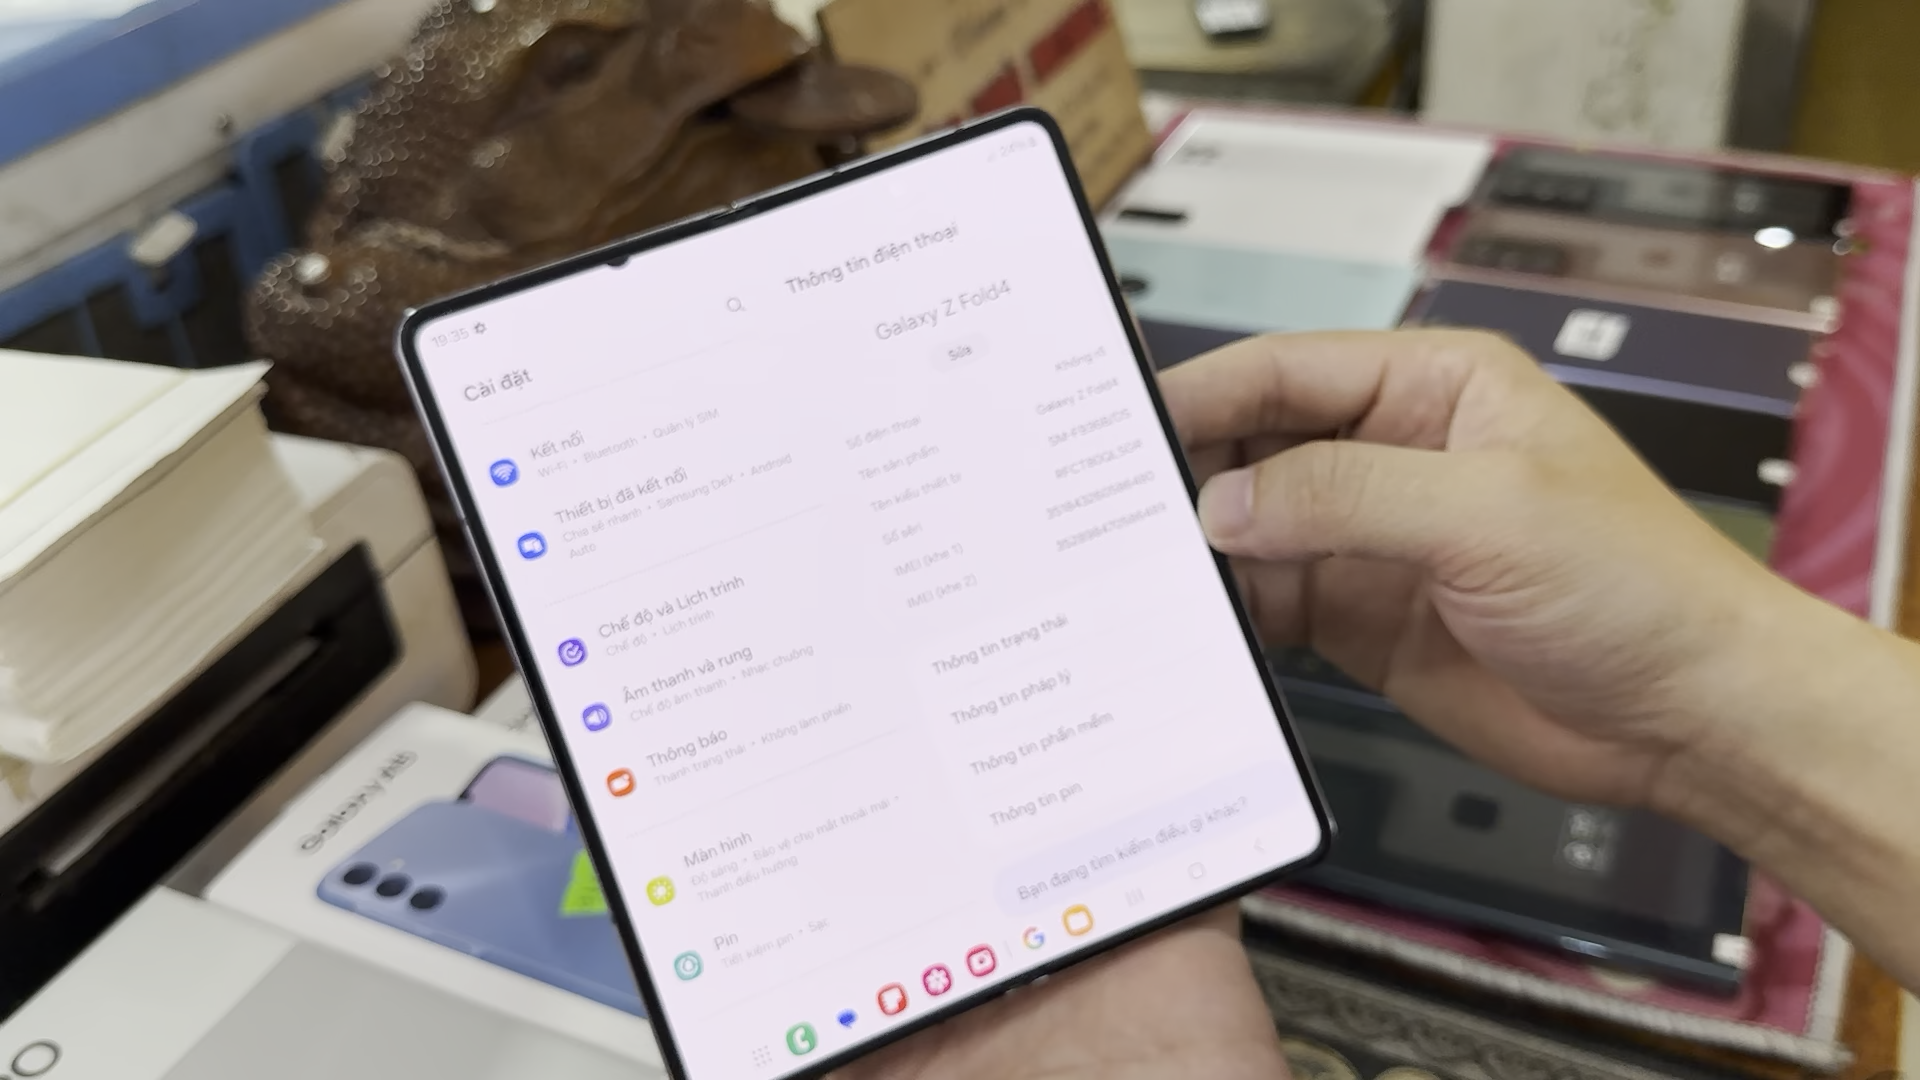 19:35
24%
Cài đặt
Kết nối
Wi-Fi • Bluetooth • Quản lý SIM
Thiết bị đã kết nối
Chia sẻ nhanh • Samsung DeX • Android
Auto
Chế độ và Lịch trình
Chế độ • Lịch trình
Âm thanh và rung
Chế độ âm thanh • Nhạc chuông
Thông báo
Thanh trạng thái • Không làm phiền
Màn hình
Độ sáng • Bảo vệ cho mắt thoải mái •
Thanh điều hướng
Pin
Tiết kiệm pin • Sạc
Thông tin điện thoại
Galaxy Z Fold4
Sửa
Số điện thoại
Không rõ
Tên sản phẩm
Galaxy Z Fold4
Tên kiểu thiết bị
SM-F936B/DS
Số sêri
IMEI (khe 1)
IMEI (khe 2)
Thông tin trạng thái
Thông tin pháp lý
Thông tin phần mềm
Thông tin pin
Bạn đang tìm kiếm điều gì khác?